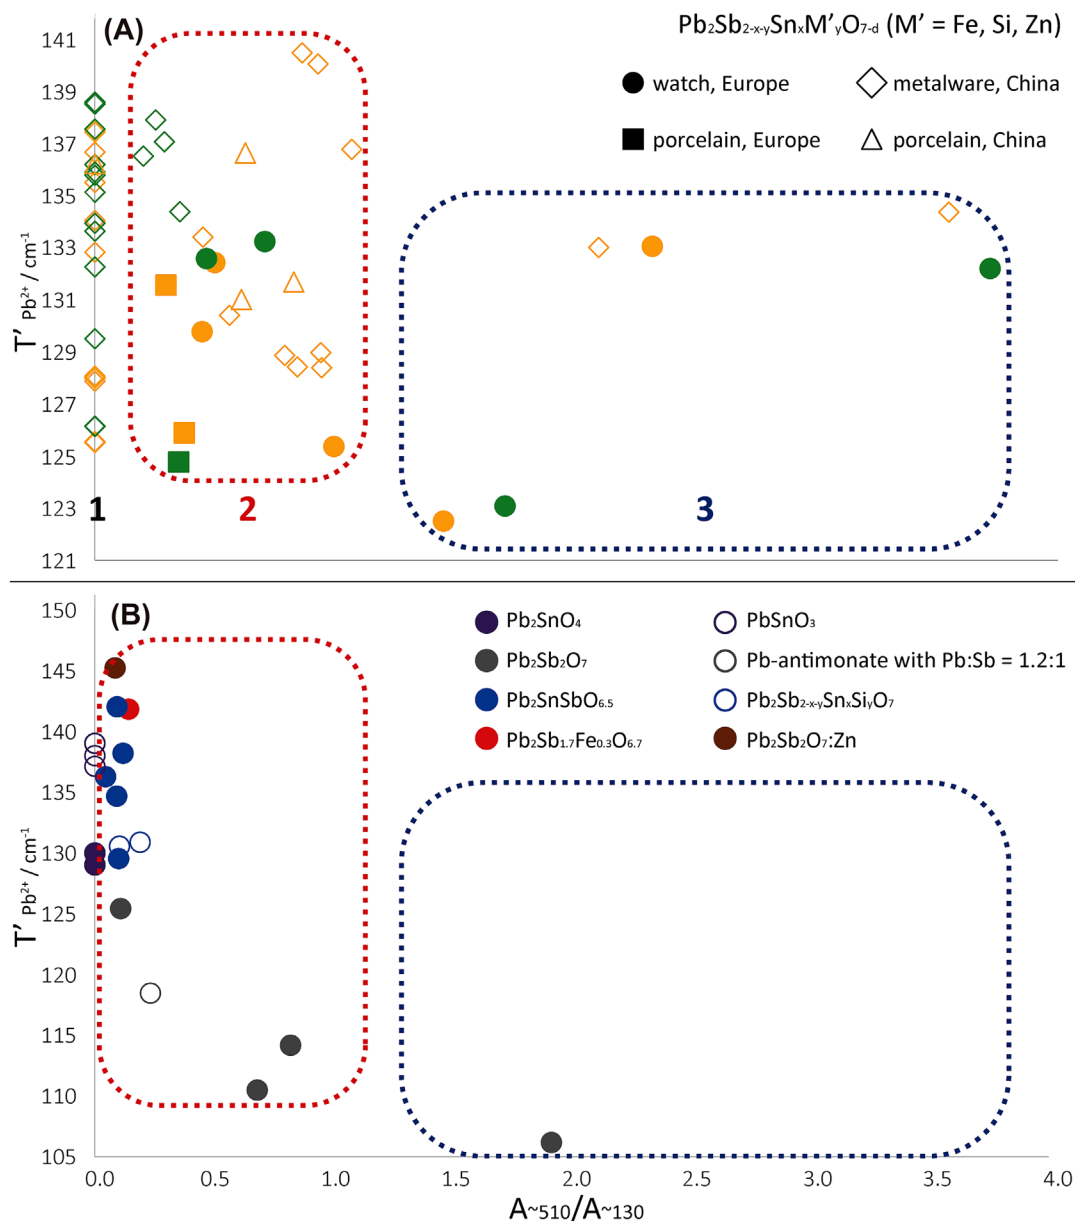 (A)
Pb₂Sb₂₋ₓ₋ᵧSnₓM’ᵧO₇₋d (M’ = Fe, Si, Zn)
watch, Europe
metalware, China
porcelain, Europe
porcelain, China
141
139
137
135
133
131
129
127
125
123
121
T’ Pb²⁺ / cm⁻¹
1
2
3
(B)
Pb₂SnO₄
PbSnO₃
Pb₂Sb₂O₇
Pb-antimonate with Pb:Sb = 1.2:1
Pb₂SnSbO₆.₅
Pb₂Sb₂₋ₓ₋ᵧSnₓSiᵧO₇
Pb₂Sb₁.₇Fe₀.₃O₆.₇
Pb₂Sb₂O₇:Zn
150
145
140
135
130
125
120
115
110
105
T’ Pb²⁺ / cm⁻¹
0.0 0.5 1.0 1.5 2.0 2.5 3.0 3.5 4.0
A~510/A~130